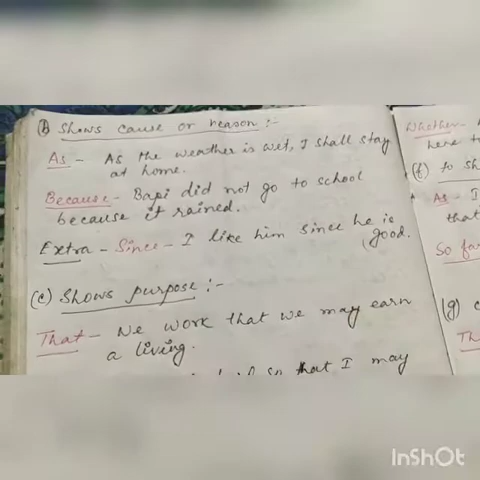 (b) Shows cause or reason :-
As - As the weather is wet, I shall stay
at home.
Because - Bapi did not go to school
because it rained.
Extra - Since - I like him since he is
good.
(c) Shows purpose :-
That - We work that we may earn
a living.
so that I may
Whether -
here t
(f) to sh
As - I
that
So fa
(g) c
Th
InShOt